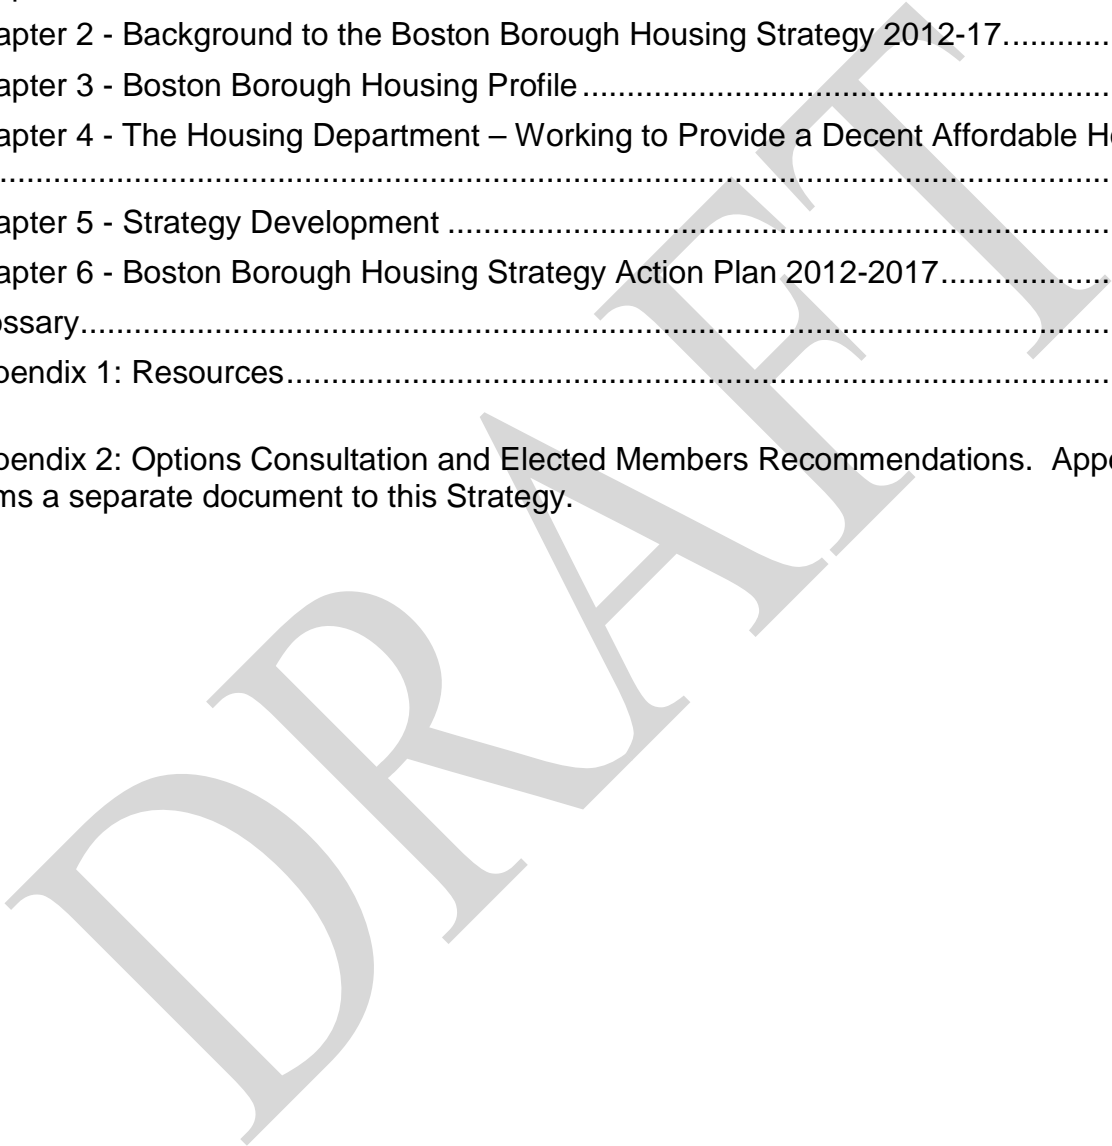 apter 2 - Background to the Boston Borough Housing Strategy 2012-17.............
apter 3 - Boston Borough Housing Profile.................................................................
apter 4 - The Housing Department – Working to Provide a Decent Affordable H
..........................................................................................................................................
apter 5 - Strategy Development ..................................................................................
apter 6 - Boston Borough Housing Strategy Action Plan 2012-2017.....................
ossary................................................................................................................................
pendix 1: Resources......................................................................................................
pendix 2: Options Consultation and Elected Members Recommendations. Appe
ms a separate document to this Strategy.
DRAFT